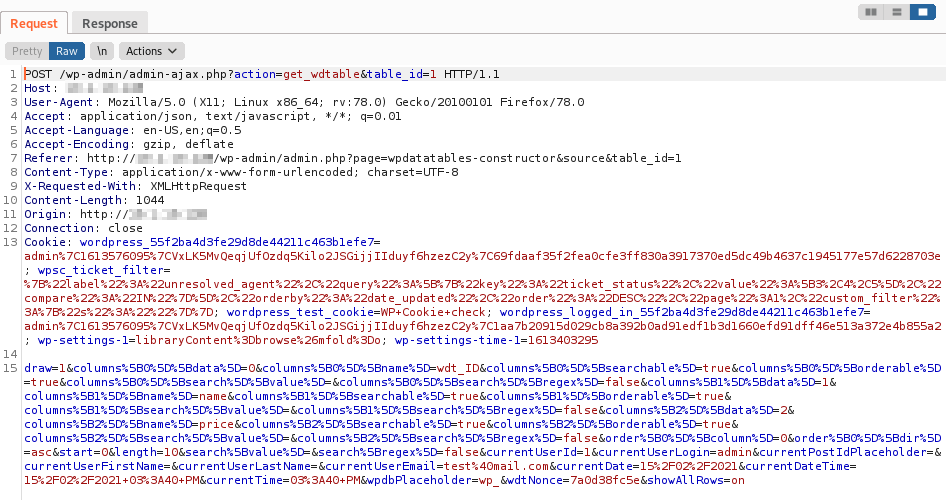 Request Response
Pretty Raw \n Actions
1 POST /wp-admin/admin-ajax.php?action=get_wdtable&table_id=1 HTTP/1.1
2 Host:
3 User-Agent: Mozilla/5.0 (X11; Linux x86_64; rv:78.0) Gecko/20100101 Firefox/78.0
4 Accept: application/json, text/javascript, */*; q=0.01
5 Accept-Language: en-US,en;q=0.5
6 Accept-Encoding: gzip, deflate
7 Referer: http:// /wp-admin/admin.php?page=wpdatatables-constructor&source&table_id=1
8 Content-Type: application/x-www-form-urlencoded; charset=UTF-8
9 X-Requested-With: XMLHttpRequest
10 Content-Length: 1044
11 Origin: http://
12 Connection: close
13 Cookie: wordpress_55f2ba4d3fe29d8de44211c463b1efe7=
admin%7C1613576095%7CVxLK5MvQeqjUfOzdq5Kilo2JSGijjIIduyf6hzezC2y%7C69fdaaf35f2fea0cfe3ff830a3917370ed5dc49b4637c1945177e57d6228703e
; wpsc_ticket_filter=
%7B%22label%22%3A%22unresolved_agent%22%2C%22query%22%3A%5B%7B%22key%22%3A%22ticket_status%22%2C%22value%22%3A%5B3%2C4%2C5%5D%2C%22
compare%22%3A%22IN%22%7D%5D%2C%22orderby%22%3A%22date_updated%22%2C%22order%22%3A%22DESC%22%2C%22page%22%3A1%2C%22custom_filter%22%
3A%7B%22s%22%3A%22%22%7D%7D; wordpress_test_cookie=WP+Cookie+check; wordpress_logged_in_55f2ba4d3fe29d8de44211c463b1efe7=
admin%7C1613576095%7CVxLK5MvQeqjUfOzdq5Kilo2JSGijjIIduyf6hzezC2y%7C1aa7b20915d029cb8a392b0ad91edf1b3d1660efd91dff46e513a372e4b855a2
; wp-settings-1=libraryContent%3Dbrowse%26mfold%3Do; wp-settings-time-1=1613403295
14
15 draw=1&columns%5B0%5D%5Bdata%5D=0&columns%5B0%5D%5Bname%5D=wdt_ID&columns%5B0%5D%5Bsearchable%5D=true&columns%5B0%5D%5Borderable%5D
=true&columns%5B0%5D%5Bsearch%5D%5Bvalue%5D=&columns%5B0%5D%5Bsearch%5D%5Bregex%5D=false&columns%5B1%5D%5Bdata%5D=1&
columns%5B1%5D%5Bname%5D=name&columns%5B1%5D%5Bsearchable%5D=true&columns%5B1%5D%5Borderable%5D=true&
columns%5B1%5D%5Bsearch%5D%5Bvalue%5D=&columns%5B1%5D%5Bsearch%5D%5Bregex%5D=false&columns%5B2%5D%5Bdata%5D=2&
columns%5B2%5D%5Bname%5D=price&columns%5B2%5D%5Bsearchable%5D=true&columns%5B2%5D%5Borderable%5D=true&
columns%5B2%5D%5Bsearch%5D%5Bvalue%5D=&columns%5B2%5D%5Bsearch%5D%5Bregex%5D=false&order%5B0%5D%5Bcolumn%5D=0&order%5B0%5D%5Bdir%5D
=asc&start=0&length=10&search%5Bvalue%5D=&search%5Bregex%5D=false&currentUserId=1&currentUserLogin=admin&currentPostIdPlaceholder=&
currentUserFirstName=&currentUserLastName=&currentUserEmail=test%40mail.com&currentDate=15%2F02%2F2021&currentDateTime=
15%2F02%2F2021+03%3A40+PM&currentTime=03%3A40+PM&wpdbPlaceholder=wp_&wdtNonce=7a0d38fc5e&showAllRows=on